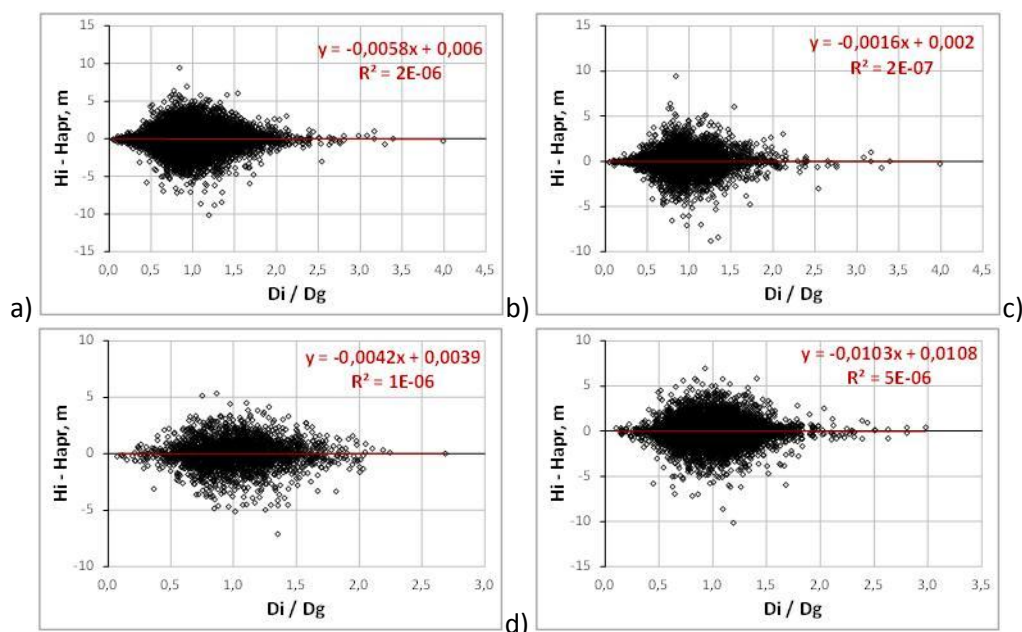 a)
15
10
5
0
-5
-10
-15
Hi - Hapr, m
y = -0,0058x + 0,006
R² = 2E-06
0,0 0,5 1,0 1,5 2,0 2,5 3,0 3,5 4,0 4,5
Di / Dg
b)
15
10
5
0
-5
-10
Hi - Hapr, m
y = -0,0016x + 0,002
R² = 2E-07
0,0 0,5 1,0 1,5 2,0 2,5 3,0 3,5 4,0 4,5
Di / Dg
c)
10
5
0
-5
-10
Hi - Hapr, m
y = -0,0042x + 0,0039
R² = 1E-06
0,0 0,5 1,0 1,5 2,0 2,5 3,0
Di / Dg
d)
10
5
0
-5
-10
-15
Hi - Hapr, m
y = -0,0103x + 0,0108
R² = 5E-06
0,0 0,5 1,0 1,5 2,0 2,5 3,0 3,5
Di / Dg